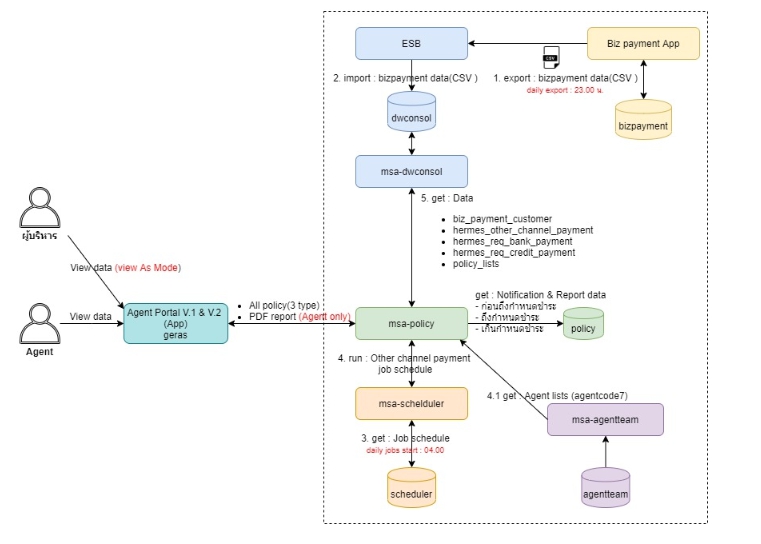 ESB
Biz payment App
CSV
2. import : bizpayment data(CSV )
1. export : bizpayment data(CSV )
daily export : 23.00 น.
dwconsol
bizpayment
msa-dwconsol
5. get : Data
biz_payment_customer
hermes_other_channel_payment
hermes_req_bank_payment
hermes_req_credit_payment
policy_lists
ผู้บริหาร
View data (view As Mode)
View data
Agent
Agent Portal V.1 & V.2
(App)
geras
All policy(3 type)
PDF report (Agent only)
msa-policy
get : Notification & Report data
- ก่อนถึงกำหนดชำระ
- ถึงกำหนดชำระ
- เกินกำหนดชำระ
policy
4. run : Other channel payment
job schedule
msa-schelduler
4.1 get : Agent lists (agentcode7)
msa-agentteam
3. get : Job schedule
daily jobs start : 04.00
scheduler
agentteam